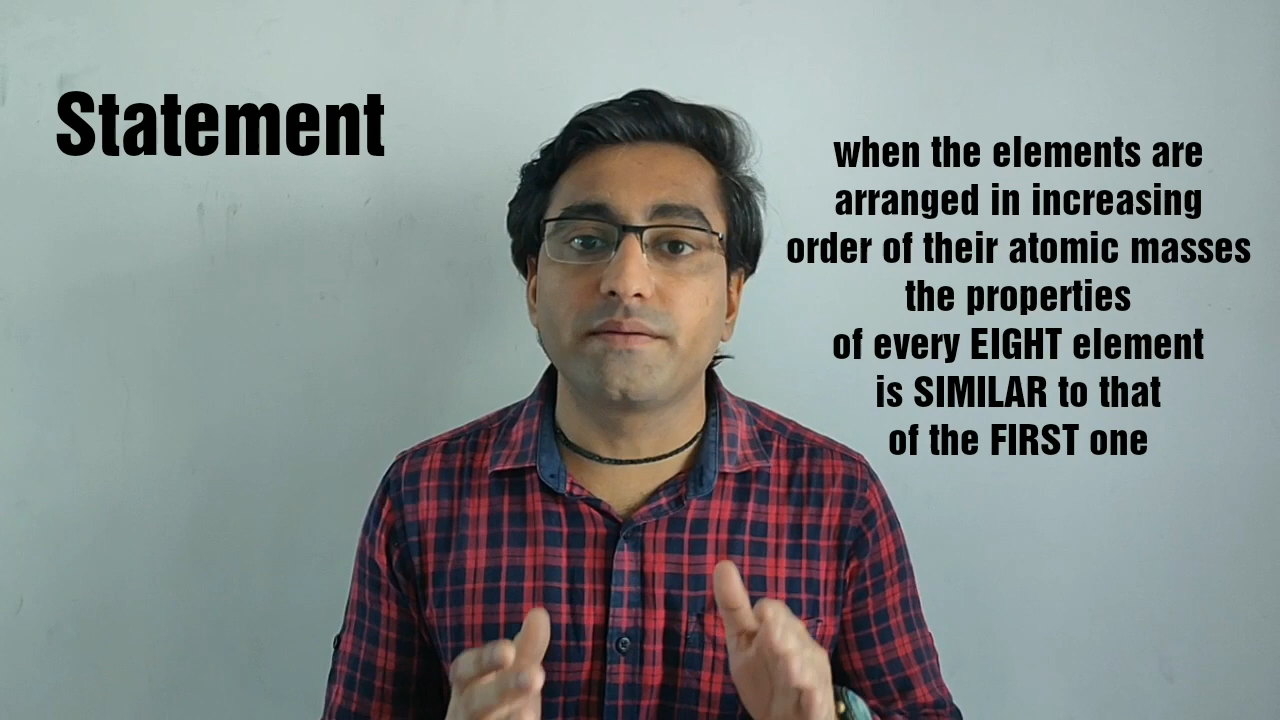 Statement
when the elements are
arranged in increasing
order of their atomic masses
the properties
of every EIGHT element
is SIMILAR to that
of the FIRST one